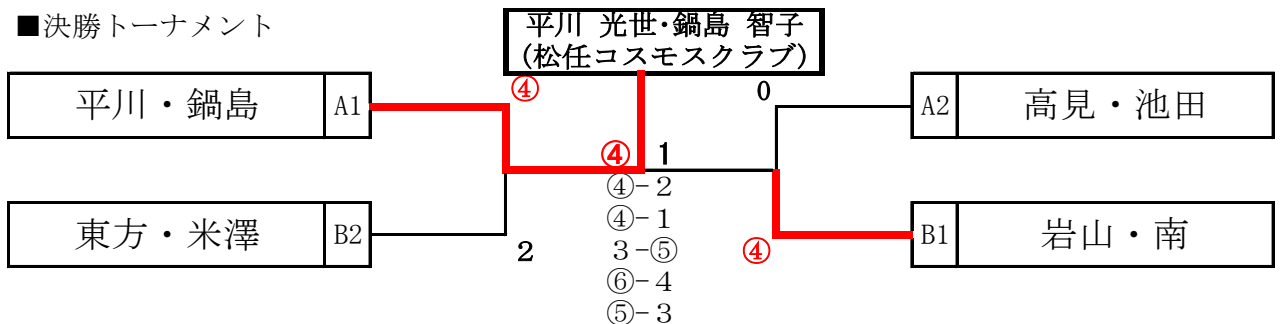 ■決勝トーナメント
平川 光世・鍋島 智子
(松任コスモスクラブ)
④
0
平川・鍋島
A1
A2
高見・池田
④ 1
④-2
④-1
3-⑤
⑥-4
⑤-3
東方・米澤
B2
2
④
B1
岩山・南